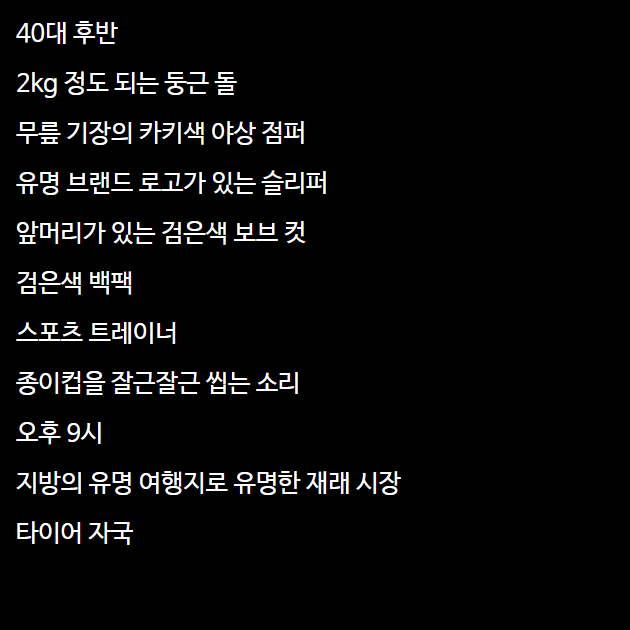 40대 후반
2kg 정도 되는 둥근 돌
무릎 기장의 카키색 야상 점퍼
유명 브랜드 로고가 있는 슬리퍼
앞머리가 있는 검은색 보브 컷
검은색 백팩
스포츠 트레이너
종이컵을 잘근잘근 씹는 소리
오후 9시
지방의 유명 여행지로 유명한 재래 시장
타이어 자국